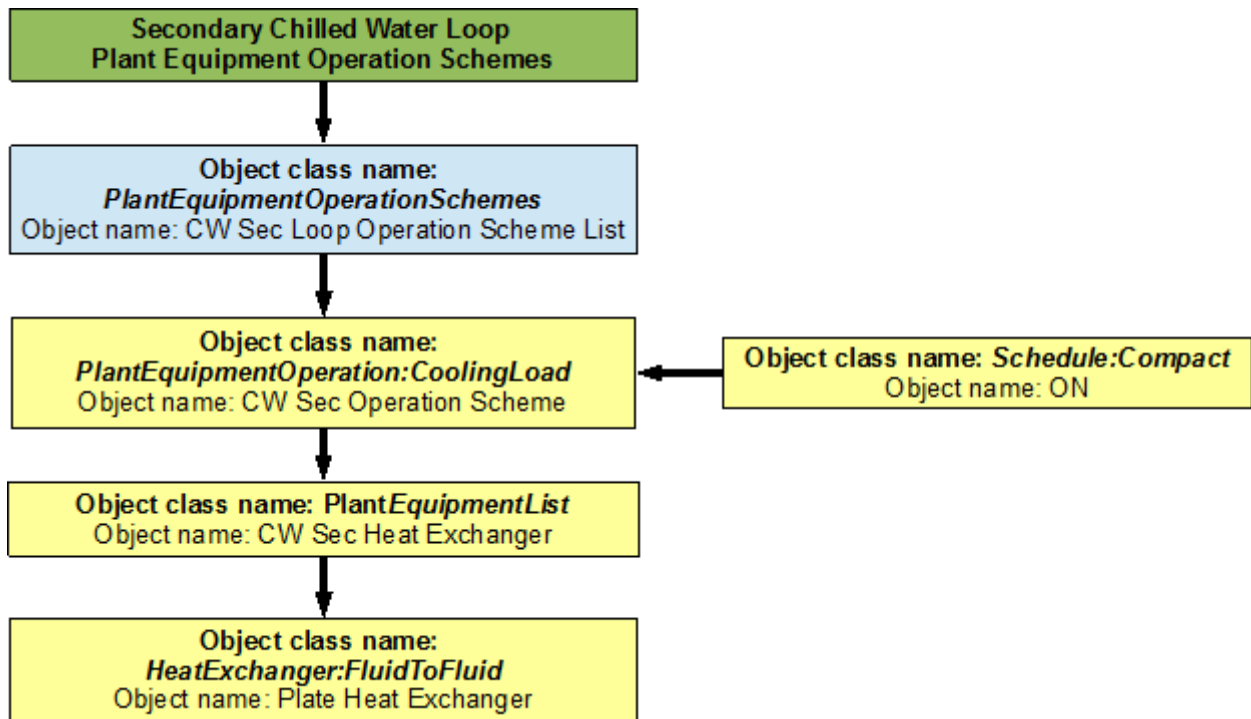 Secondary Chilled Water Loop
Plant Equipment Operation Schemes
Object class name:
PlantEquipmentOperationSchemes
Object name: CW Sec Loop Operation Scheme List
Object class name:
PlantEquipmentOperation:CoolingLoad
Object name: CW Sec Operation Scheme
Object class name: Schedule:Compact
Object name: ON
Object class name: PlantEquipmentList
Object name: CW Sec Heat Exchanger
Object class name:
HeatExchanger:FluidToFluid
Object name: Plate Heat Exchanger